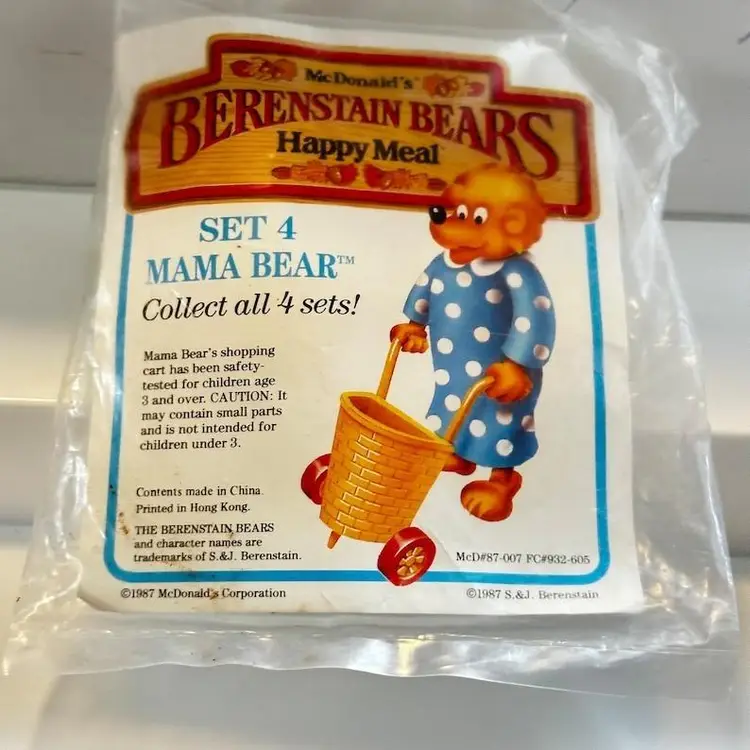 McDonald's
BERENSTAIN BEARS
Happy Meal
SET 4
MAMA BEAR™
Collect all 4 sets!
Mama Bear's shopping
cart has been safety-
tested for children age
3 and over. CAUTION: It
may contain small parts
and is not intended for
children under 3.
Contents made in China.
Printed in Hong Kong.
THE BERENSTAIN BEARS
and character names are
trademarks of S.&J. Berenstain.
McD#87-007 FC#932-605
©1987 McDonald's Corporation
©1987 S.&J. Berenstain